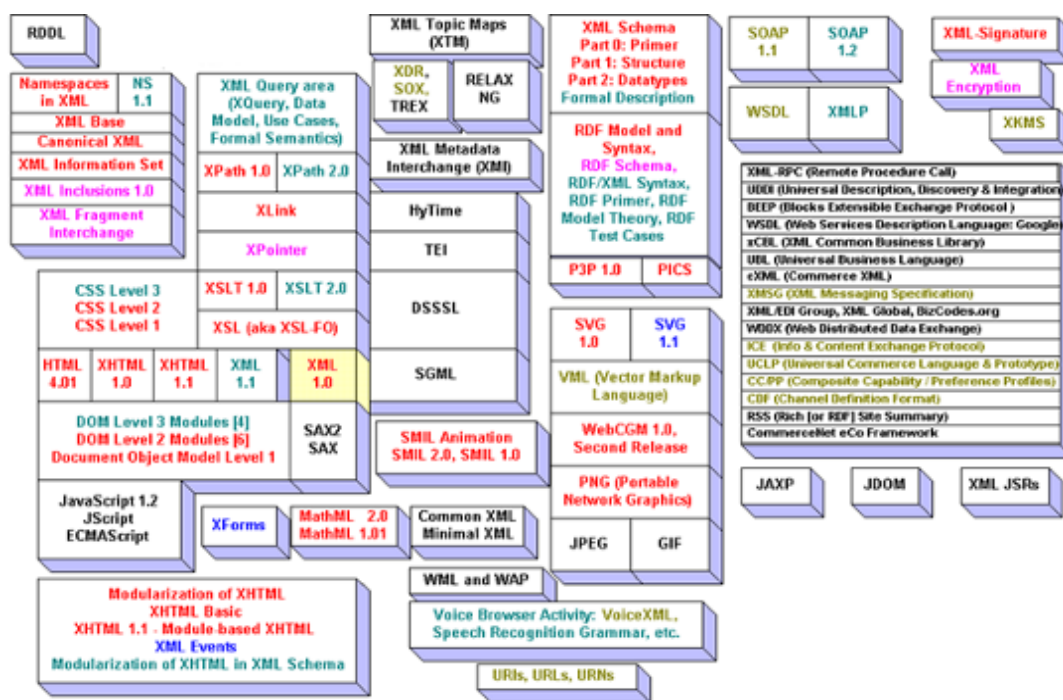 RDDL
Namespaces
in XML
NS
1.1
XML Base
Canonical XML
XML Information Set
XML Inclusions 1.0
XML Fragment
Interchange
XML Query area
(XQuery, Data
Model, Use Cases,
Formal Semantics)
XPath 1.0
XPath 2.0
XLink
XPointer
XSLT 1.0
XSLT 2.0
XSL (aka XSL-FO)
CSS Level 3
CSS Level 2
CSS Level 1
HTML
4.01
XHTML
1.0
XHTML
1.1
XML
1.1
XML
1.0
DOM Level 3 Modules [4]
DOM Level 2 Modules [6]
Document Object Model Level 1
SAX2
SAX
JavaScript 1.2
JScript
ECMAScript
XML Topic Maps
(XTM)
XDR,
SOX,
TREX
RELAX
NG
XML Metadata
Interchange (XMI)
HyTime
TEI
DSSSL
SGML
SMIL Animation
SMIL 2.0, SMIL 1.0
XForms
MathML 2.0
MathML 1.01
Common XML
Minimal XML
XML Schema
Part 0: Primer
Part 1: Structure
Part 2: Datatypes
Formal Description
RDF Model and
Syntax,
RDF Schema,
RDF/XML Syntax,
RDF Primer, RDF
Model Theory, RDF
Test Cases
P3P 1.0
PICS
SVG
1.0
SVG
1.1
VML (Vector Markup
Language)
WebCGM 1.0,
Second Release
PNG (Portable
Network Graphics)
JPEG
GIF
SOAP
1.1
SOAP
1.2
WSDL
XMLP
XML-Signature
XML
Encryption
XKMS
XML-RPC (Remote Procedure Call)
UDDI (Universal Description, Discovery & Integration
BEEP (Blocks Extensible Exchange Protocol )
WSDL (Web Services Description Language: Google)
xCBL (XML Common Business Library)
UBL (Universal Business Language)
cXML (Commerce XML)
XMSG (XML Messaging Specification)
XML/EDI Group, XML Global, BizCodes.org
WDDX (Web Distributed Data Exchange)
ICE (Info & Content Exchange Protocol)
UCLP (Universal Commerce Language & Prototype)
CC/PP (Composite Capability / Preference Profiles)
CDF (Channel Definition Format)
RSS (Rich [or RDF] Site Summary)
CommerceNet eCo Framework
JAXP
JDOM
XML JSRs
Modularization of XHTML
XHTML Basic
XHTML 1.1 - Module-based XHTML
XML Events
Modularization of XHTML in XML Schema
WML and WAP
Voice Browser Activity: VoiceXML,
Speech Recognition Grammar, etc.
URIs, URLs, URNs